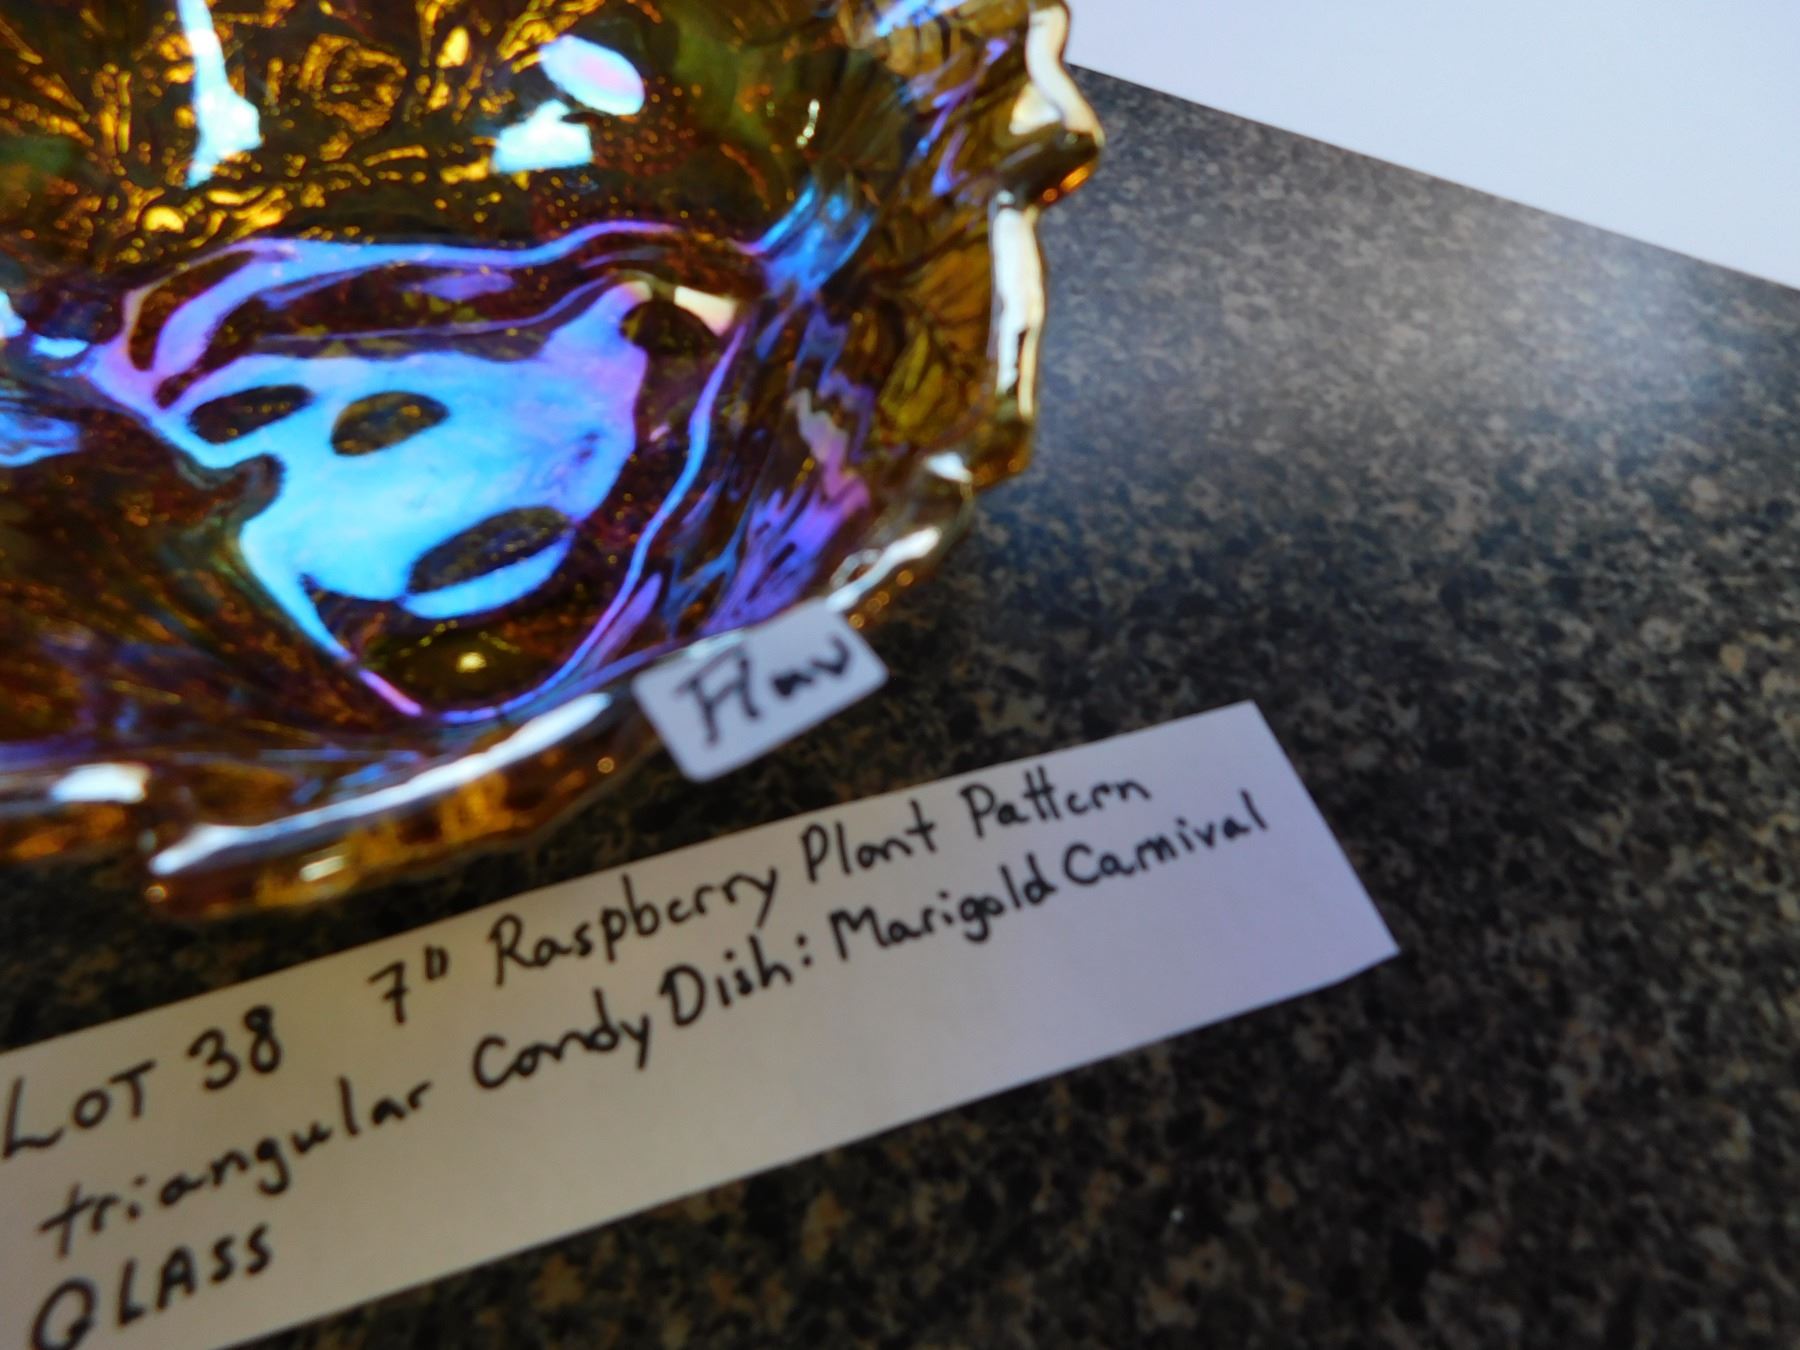 Flaw
LOT 38 7" Raspberry Plant Pattern
triangular Candy Dish: Marigold Carnival
GLASS